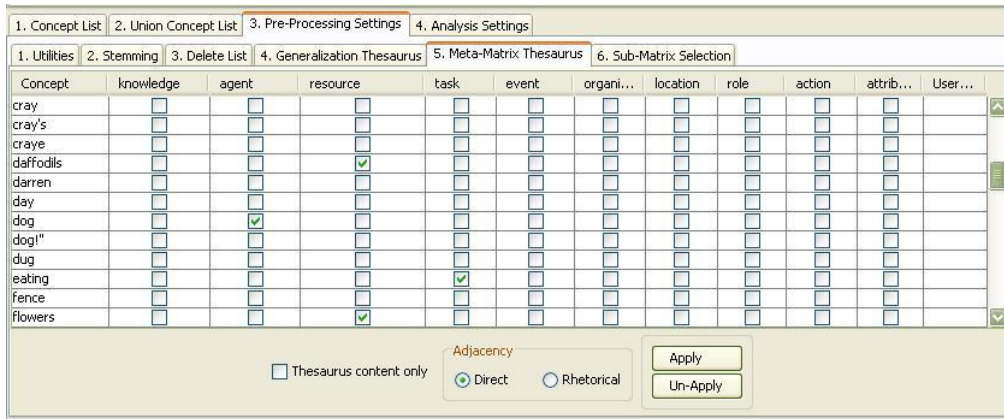 1. Concept List 2. Union Concept List 3. Pre-Processing Settings 4. Analysis Settings
1. Utilities 2. Stemming 3. Delete List 4. Generalization Thesaurus 5. Meta-Matrix Thesaurus 6. Sub-Matrix Selection
Concept knowledge agent resource task event organi... location role action attrib... User...
cray
cray's
craye
daffodils
darren
day
dog
dog!"
dug
eating
fence
flowers
Adjacency
Thesaurus content only Direct Rhetorical
Apply
Un-Apply